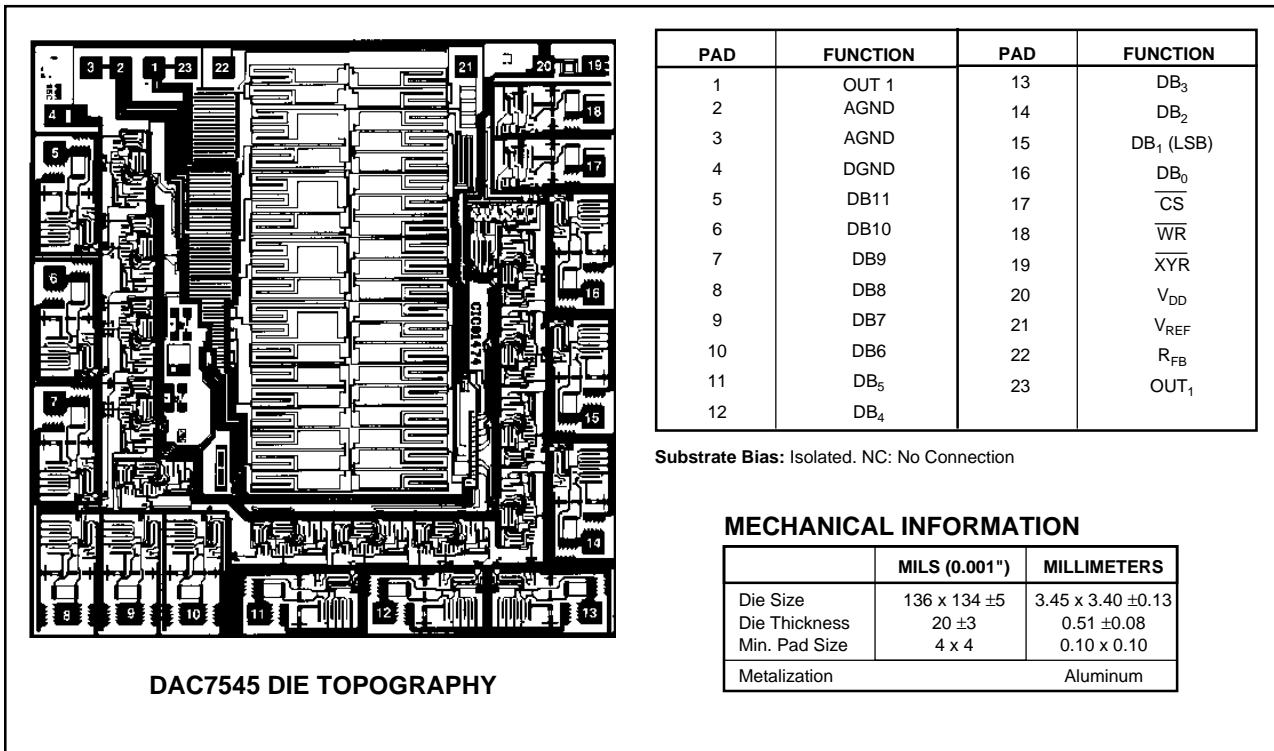 3 2 1 23 22 21 20 19
4 18
5 17
6 16
7 15
14
8 9 10 11 12 13
CIC01474
DAC7545 DIE TOPOGRAPHY
PAD FUNCTION PAD FUNCTION
1 OUT 1 13 DB₃
2 AGND 14 DB₂
3 AGND 15 DB₁ (LSB)
4 DGND 16 DB₀
5 DB11 17 C̅S̅
6 DB10 18 W̅R̅
7 DB9 19 X̅Y̅R̅
8 DB8 20 V_DD
9 DB7 21 V_REF
10 DB6 22 R_FB
11 DB₅ 23 OUT₁
12 DB₄
Substrate Bias: Isolated. NC: No Connection
MECHANICAL INFORMATION
MILS (0.001") MILLIMETERS
Die Size 136 x 134 ±5 3.45 x 3.40 ±0.13
Die Thickness 20 ±3 0.51 ±0.08
Min. Pad Size 4 x 4 0.10 x 0.10
Metalization Aluminum